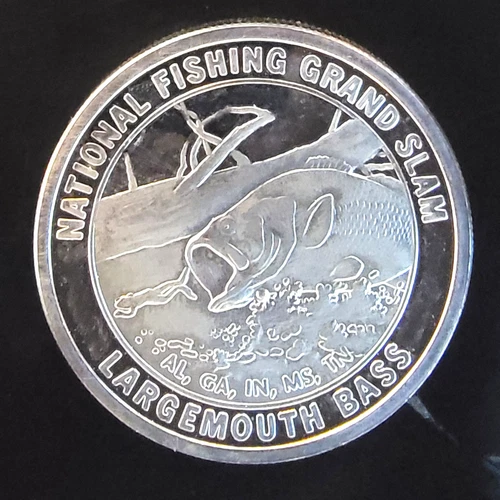 NATIONAL FISHING GRAND SLAM
AL, GA, IN, MS, TN
LARGEMOUTH BASS